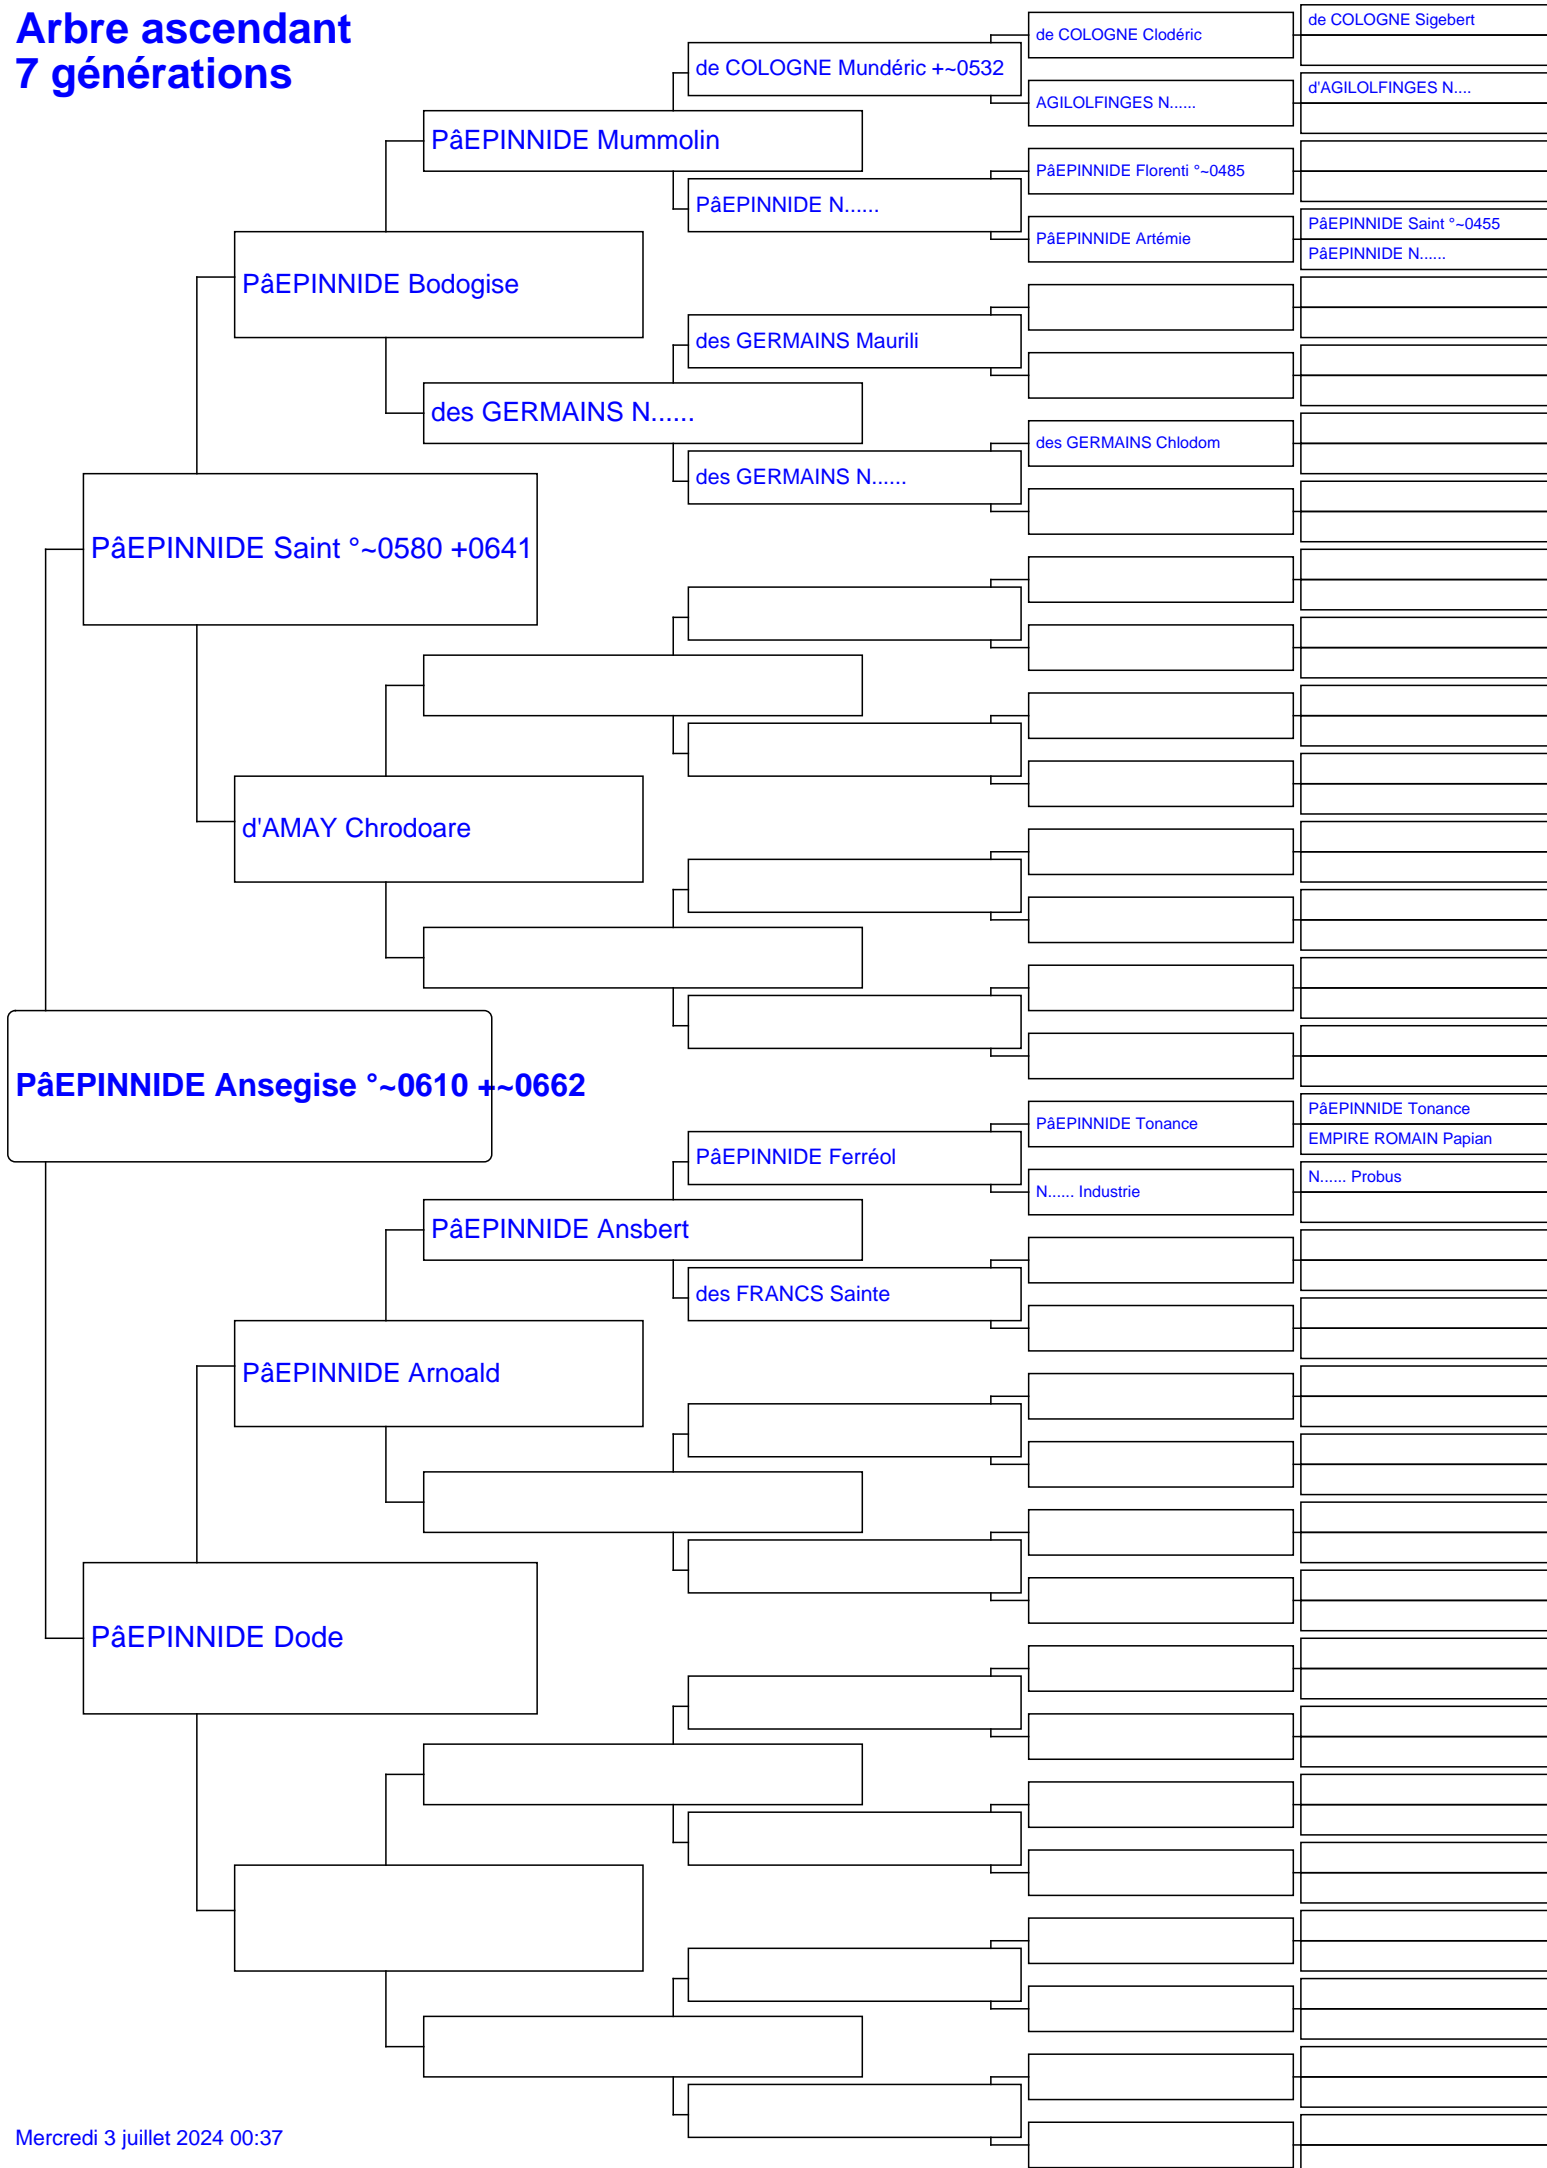 Arbre ascendant
7 générations
de COLOGNE Sigebert
de COLOGNE Clodéric
de COLOGNE Mundéric +~0532
d'AGILOLFINGES N....
AGILOLFINGES N......
PâEPINNIDE Mummolin
PâEPINNIDE Florenti °~0485
PâEPINNIDE N......
PâEPINNIDE Saint °~0455
PâEPINNIDE Artémie
PâEPINNIDE N......
PâEPINNIDE Bodogise
des GERMAINS Maurili
des GERMAINS N......
des GERMAINS Chlodom
des GERMAINS N......
PâEPINNIDE Saint °~0580 +0641
d'AMAY Chrodoare
PâEPINNIDE Ansegise °~0610 +~0662
PâEPINNIDE Tonance
PâEPINNIDE Tonance
EMPIRE ROMAIN Papian
PâEPINNIDE Ferréol
N...... Probus
N...... Industrie
PâEPINNIDE Ansbert
des FRANCS Sainte
PâEPINNIDE Arnoald
PâEPINNIDE Dode
Mercredi 3 juillet 2024 00:37